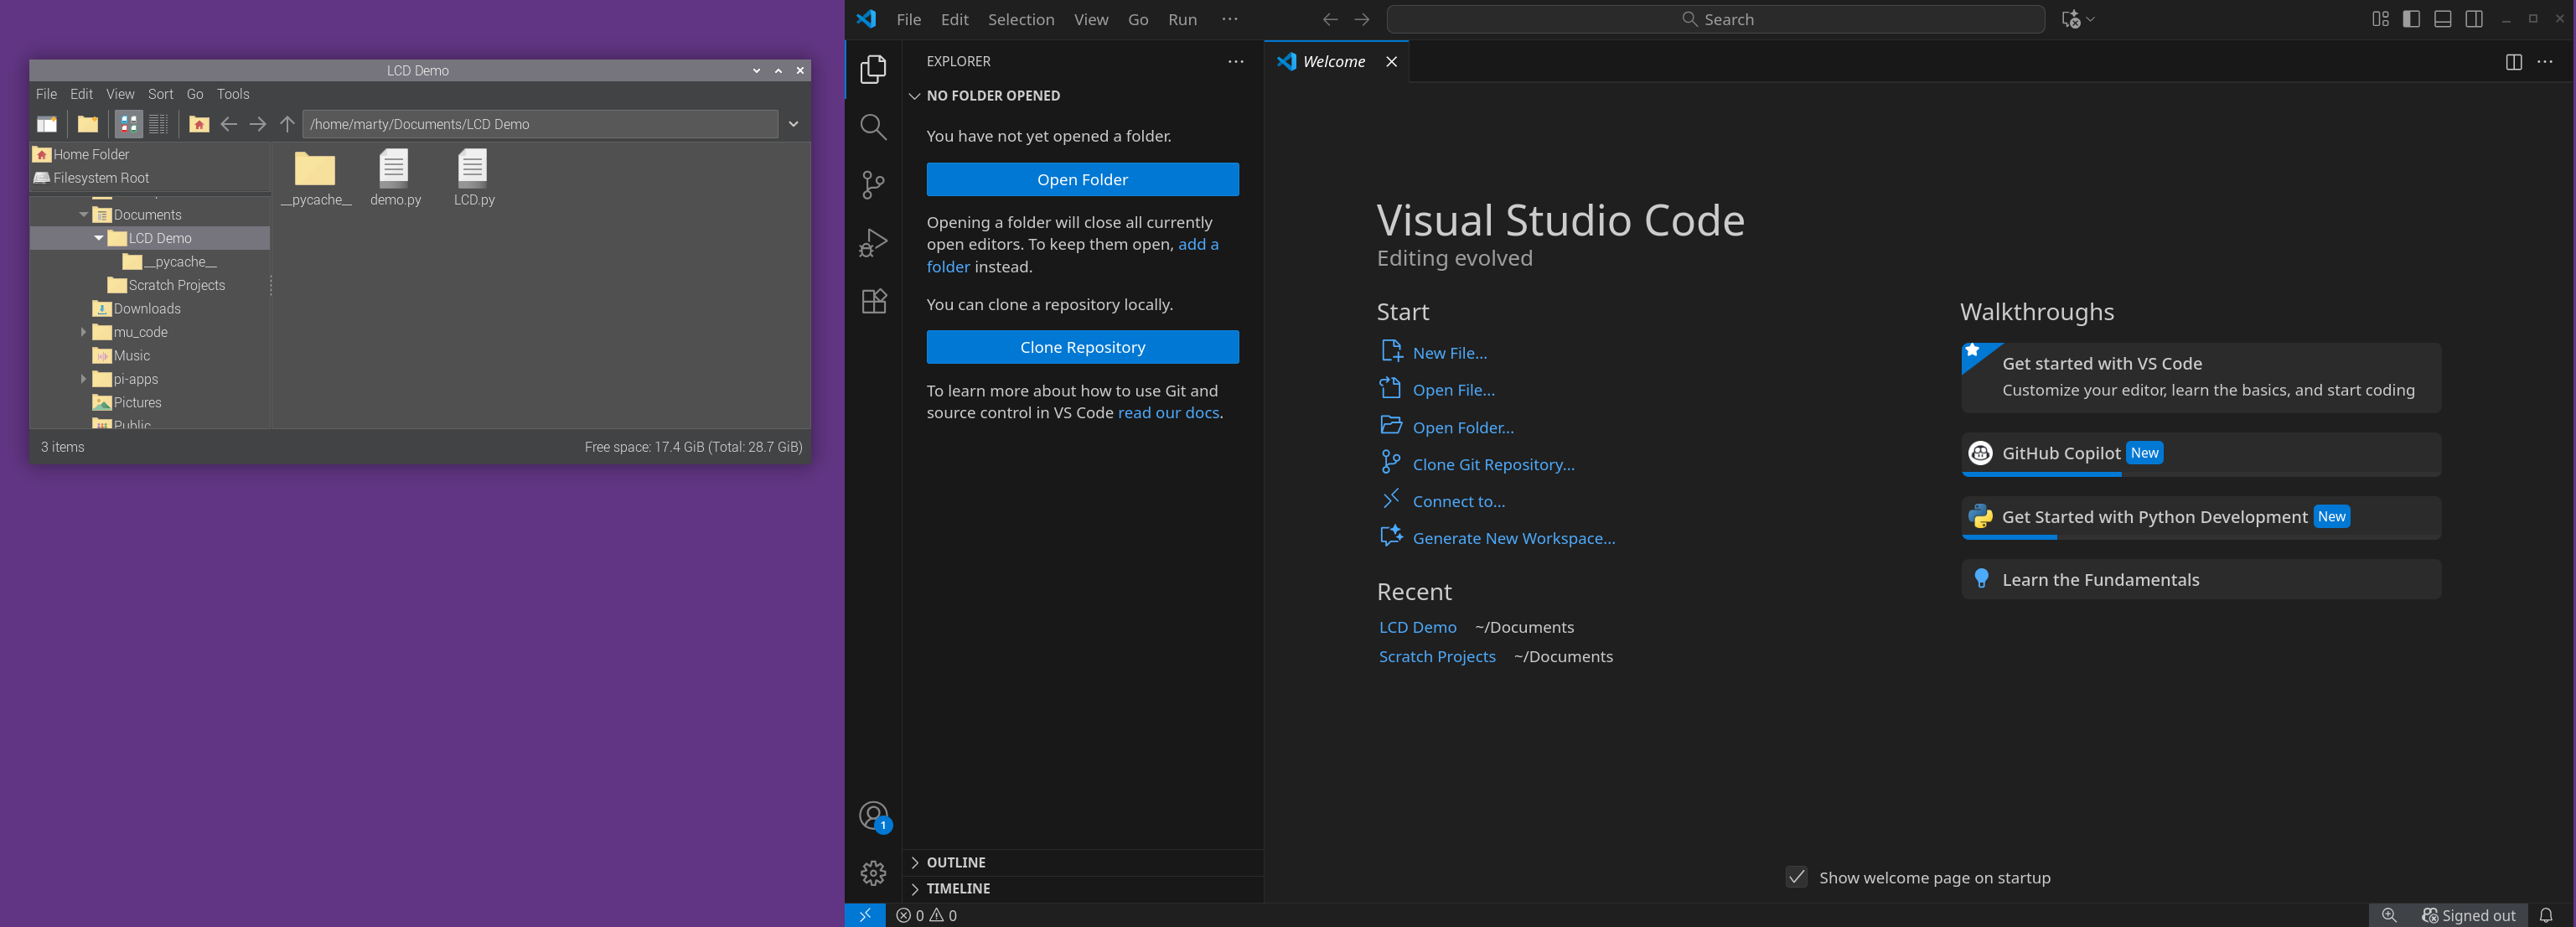 LCD Demo
File Edit View Sort Go Tools
/home/marty/Documents/LCD Demo
Home Folder
Filesystem Root
Documents
LCD Demo
__pycache__
Scratch Projects
Downloads
mu_code
Music
pi-apps
Pictures
Public
__pycache__ demo.py LCD.py
3 items Free space: 17.4 GiB (Total: 28.7 GiB)
File Edit Selection View Go Run ···
Search
EXPLORER ···
NO FOLDER OPENED
You have not yet opened a folder.
Open Folder
Opening a folder will close all currently
open editors. To keep them open, add a
folder instead.
You can clone a repository locally.
Clone Repository
To learn more about how to use Git and
source control in VS Code read our docs.
OUTLINE
TIMELINE
1
Welcome
Visual Studio Code
Editing evolved
Start
New File...
Open File...
Open Folder...
Clone Git Repository...
Connect to...
Generate New Workspace...
Recent
LCD Demo ~/Documents
Scratch Projects ~/Documents
Walkthroughs
Get started with VS Code
Customize your editor, learn the basics, and start coding
GitHub Copilot New
Get Started with Python Development New
Learn the Fundamentals
Show welcome page on startup
0 0
Signed out